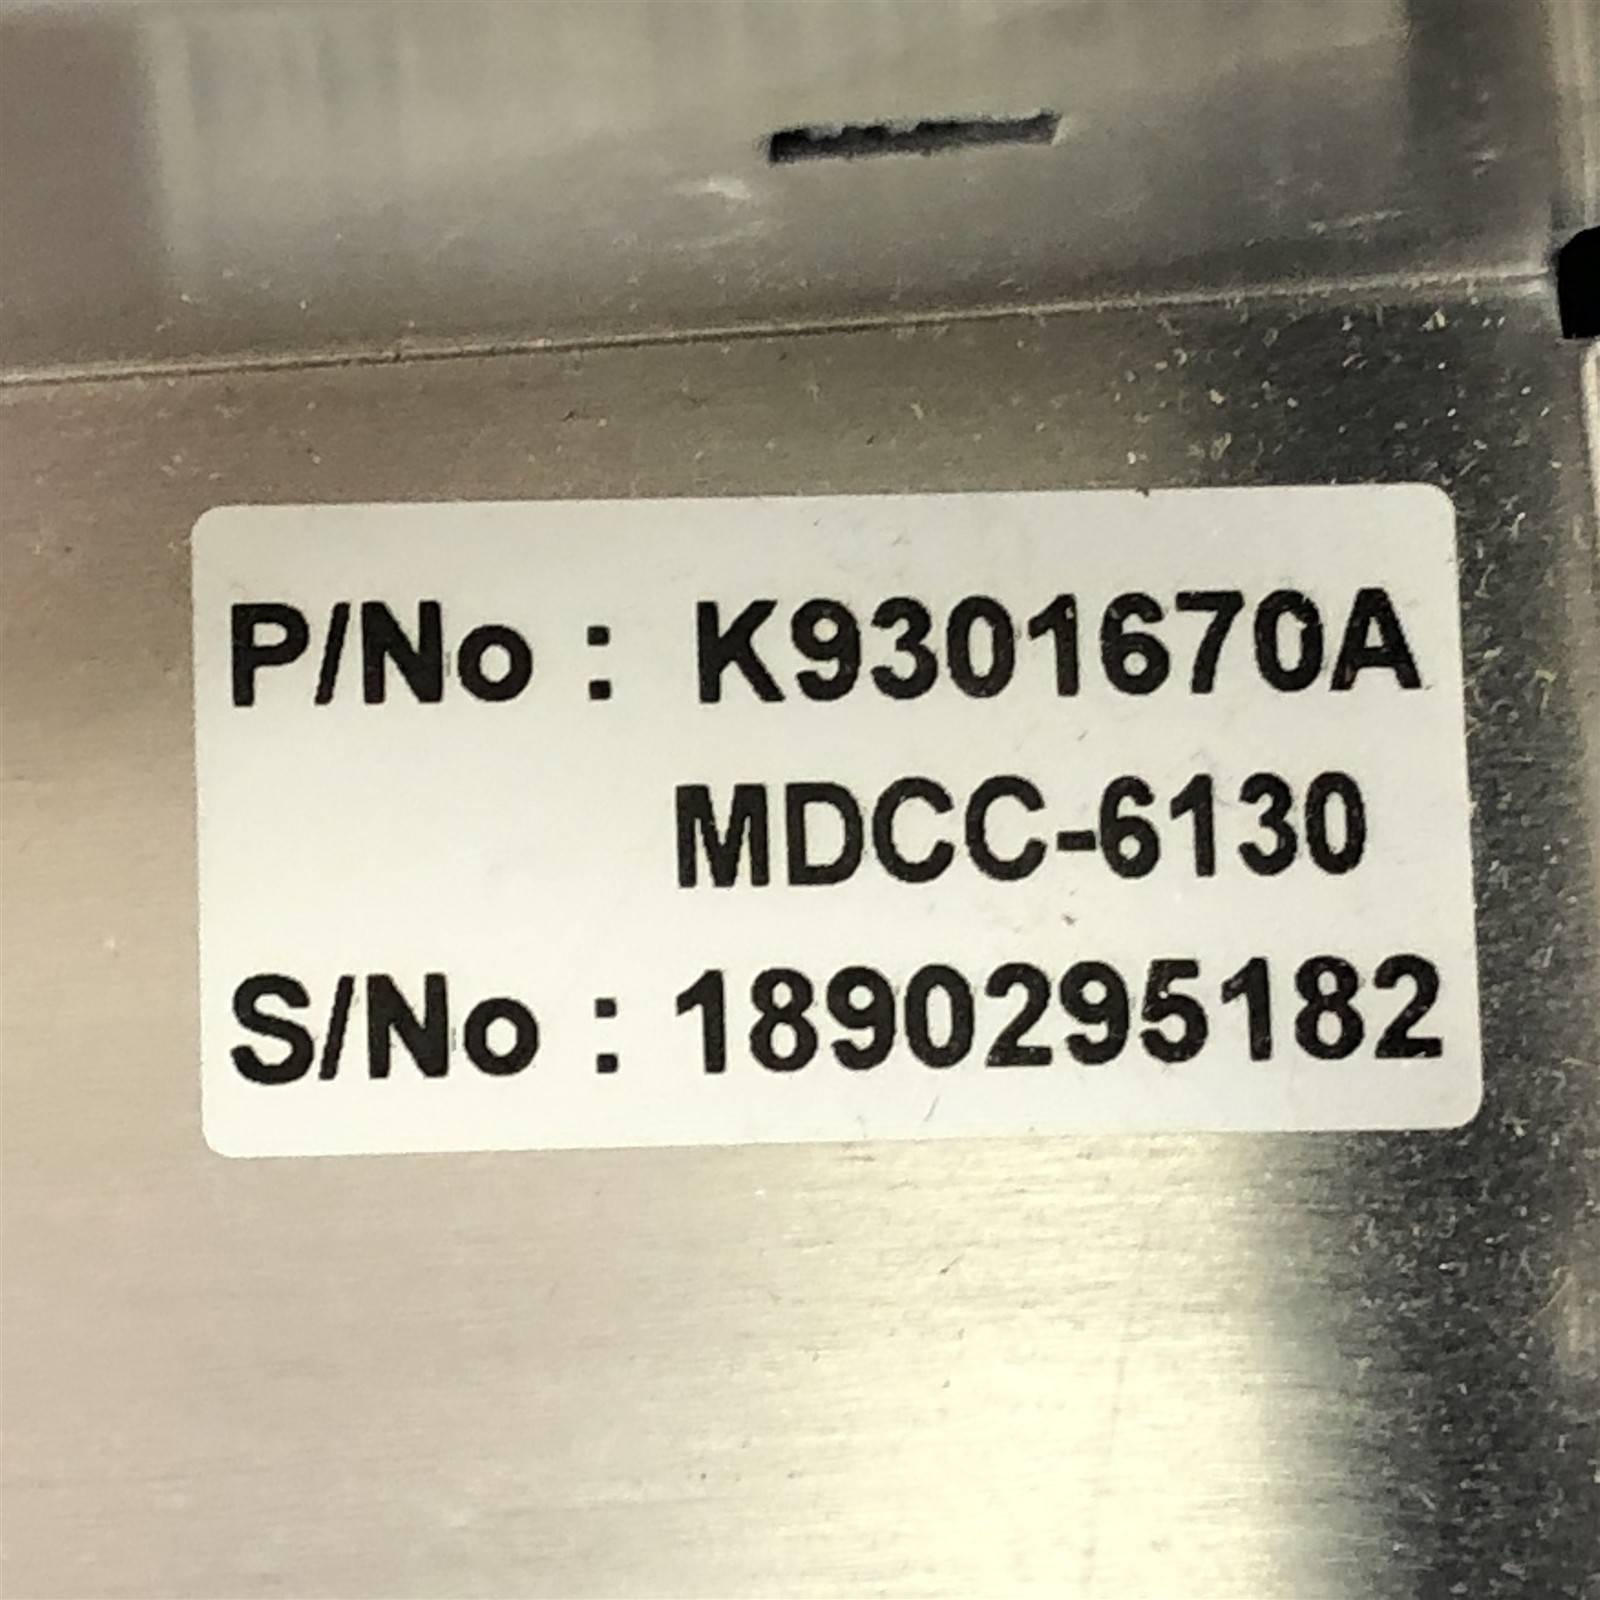 P/No : K9301670A
MDCC-6130
S/No : 1890295182